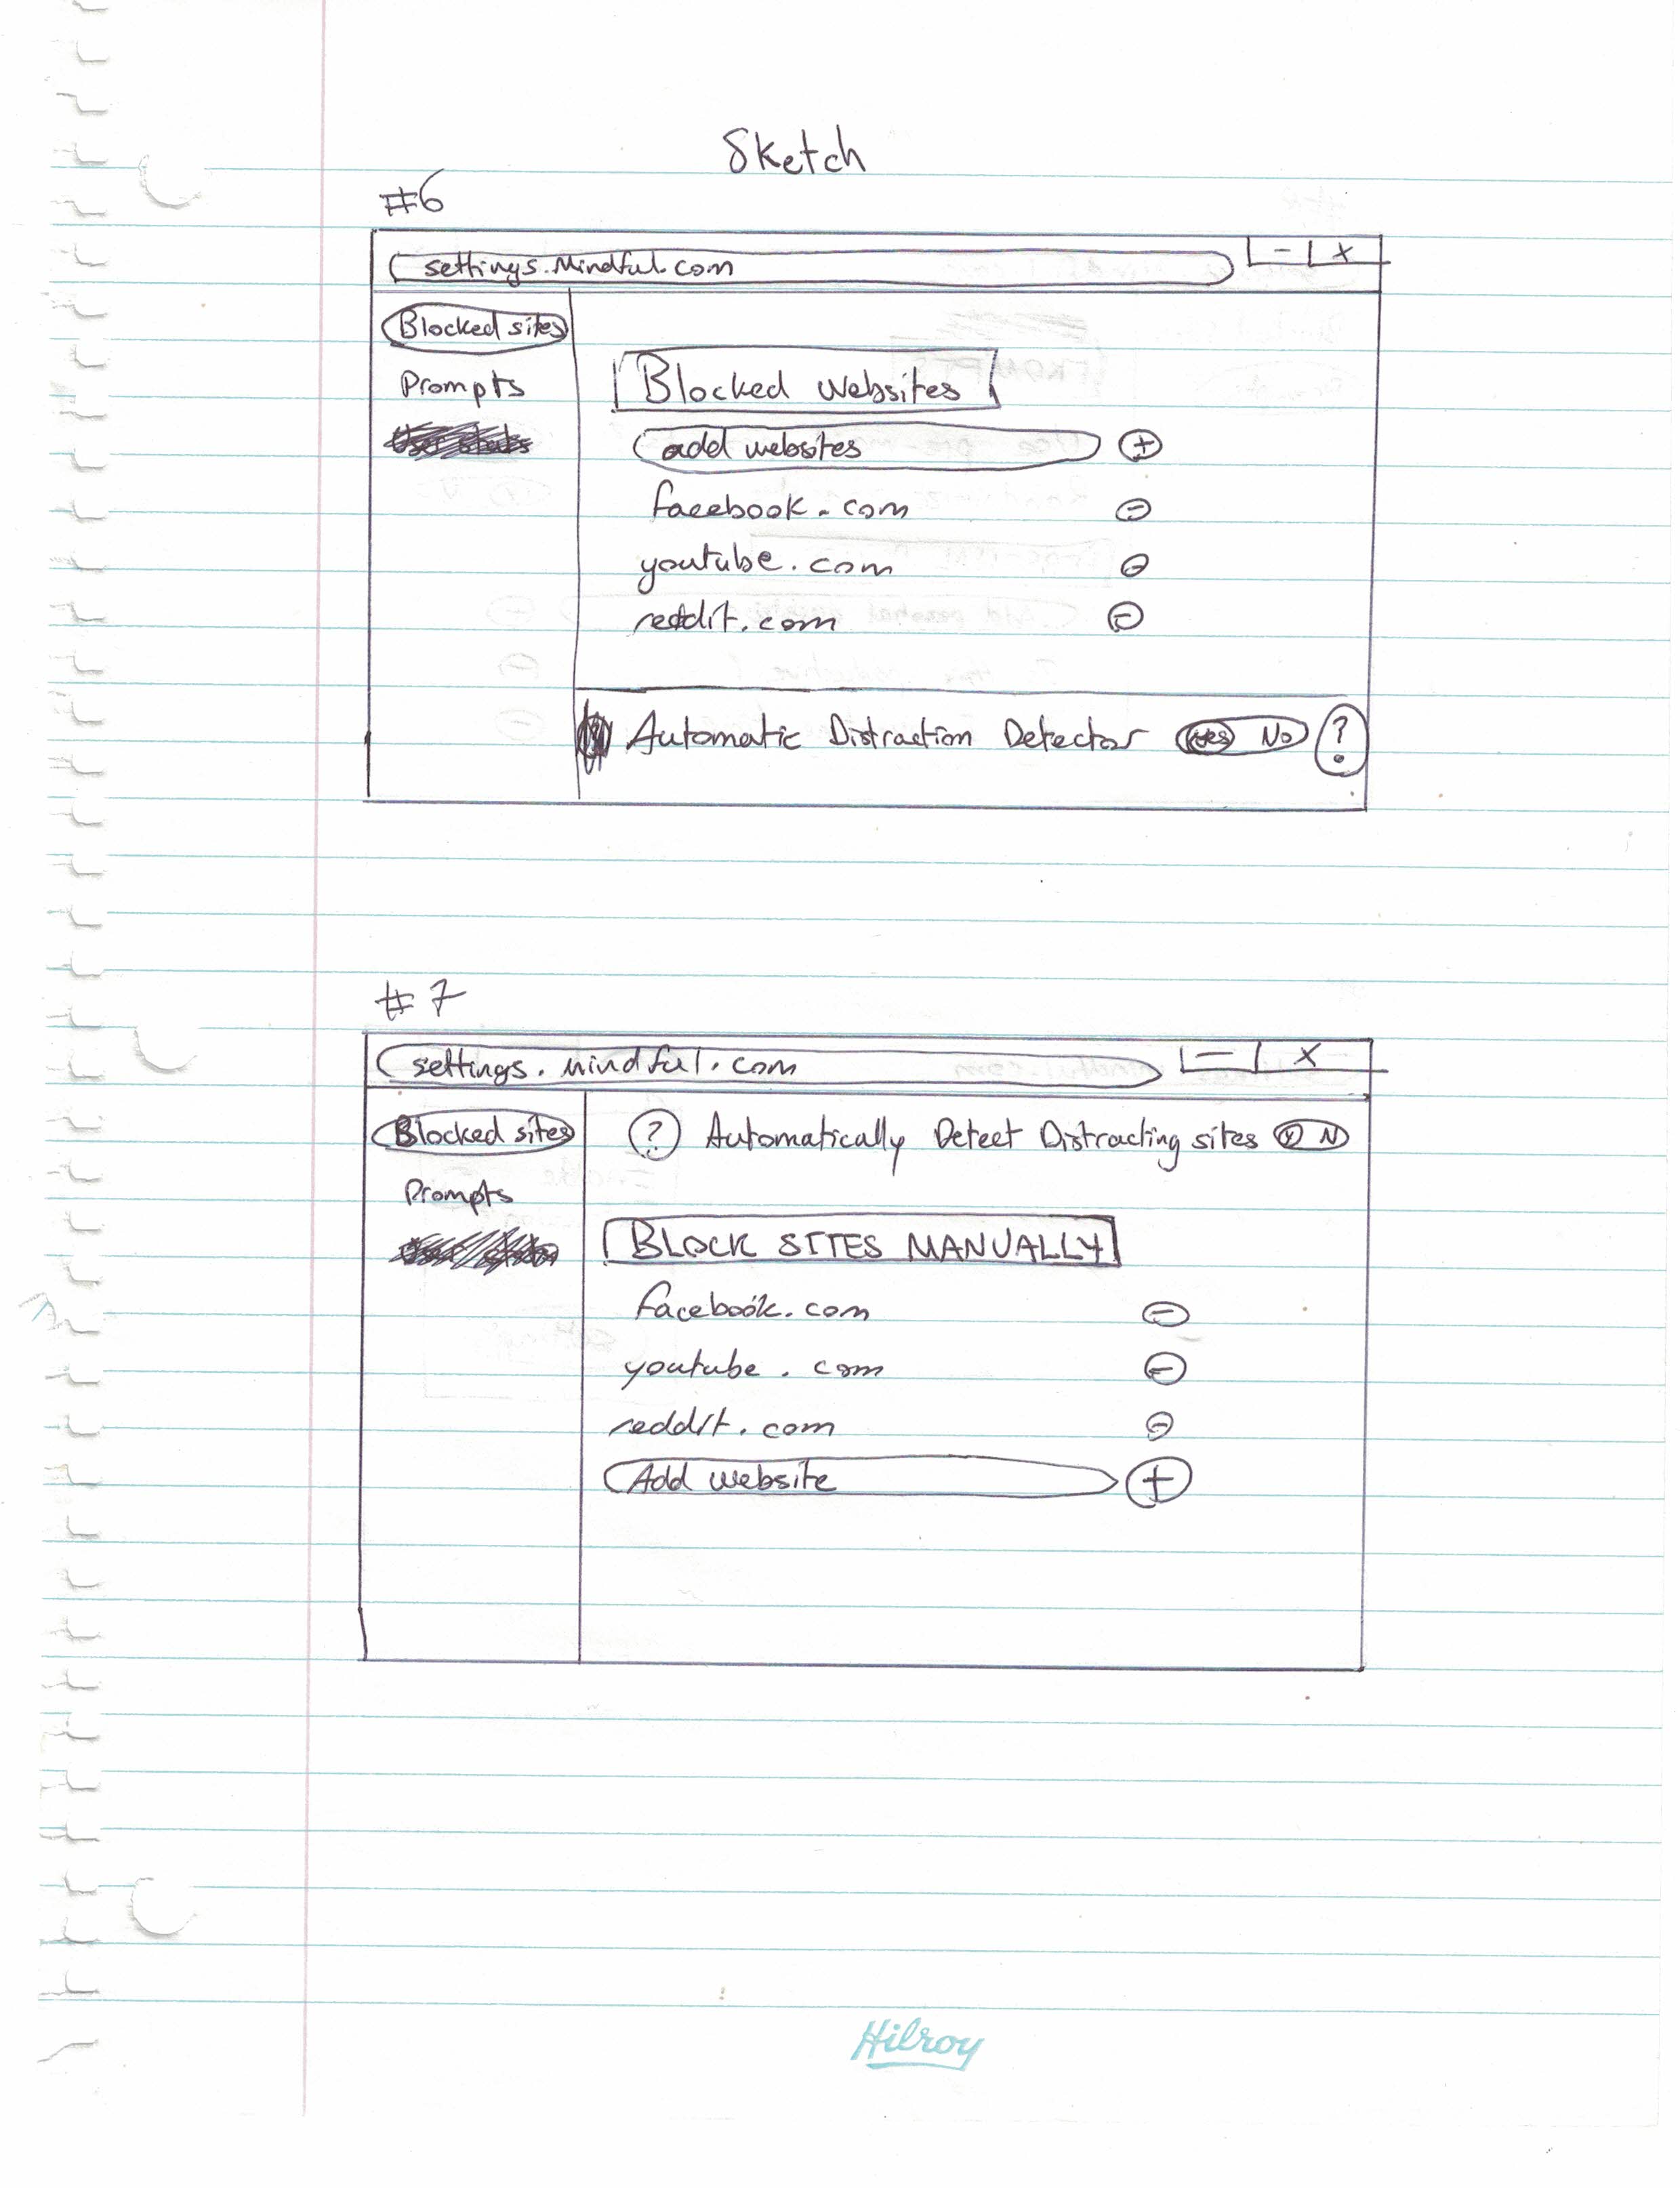 Sketch
#6
settings.Mindful.com - x
Blocked sites
Prompts
Blocked Websites
add websites +
facebook.com -
youtube.com -
reddit.com -
Automatic Distraction Detector Yes No ?
#7
settings.mindful.com - X
Blocked sites
Prompts
? Automatically Detect Distracting sites Y N
BLOCK SITES MANUALLY
facebook.com -
youtube.com -
reddit.com -
Add website +
Hilroy